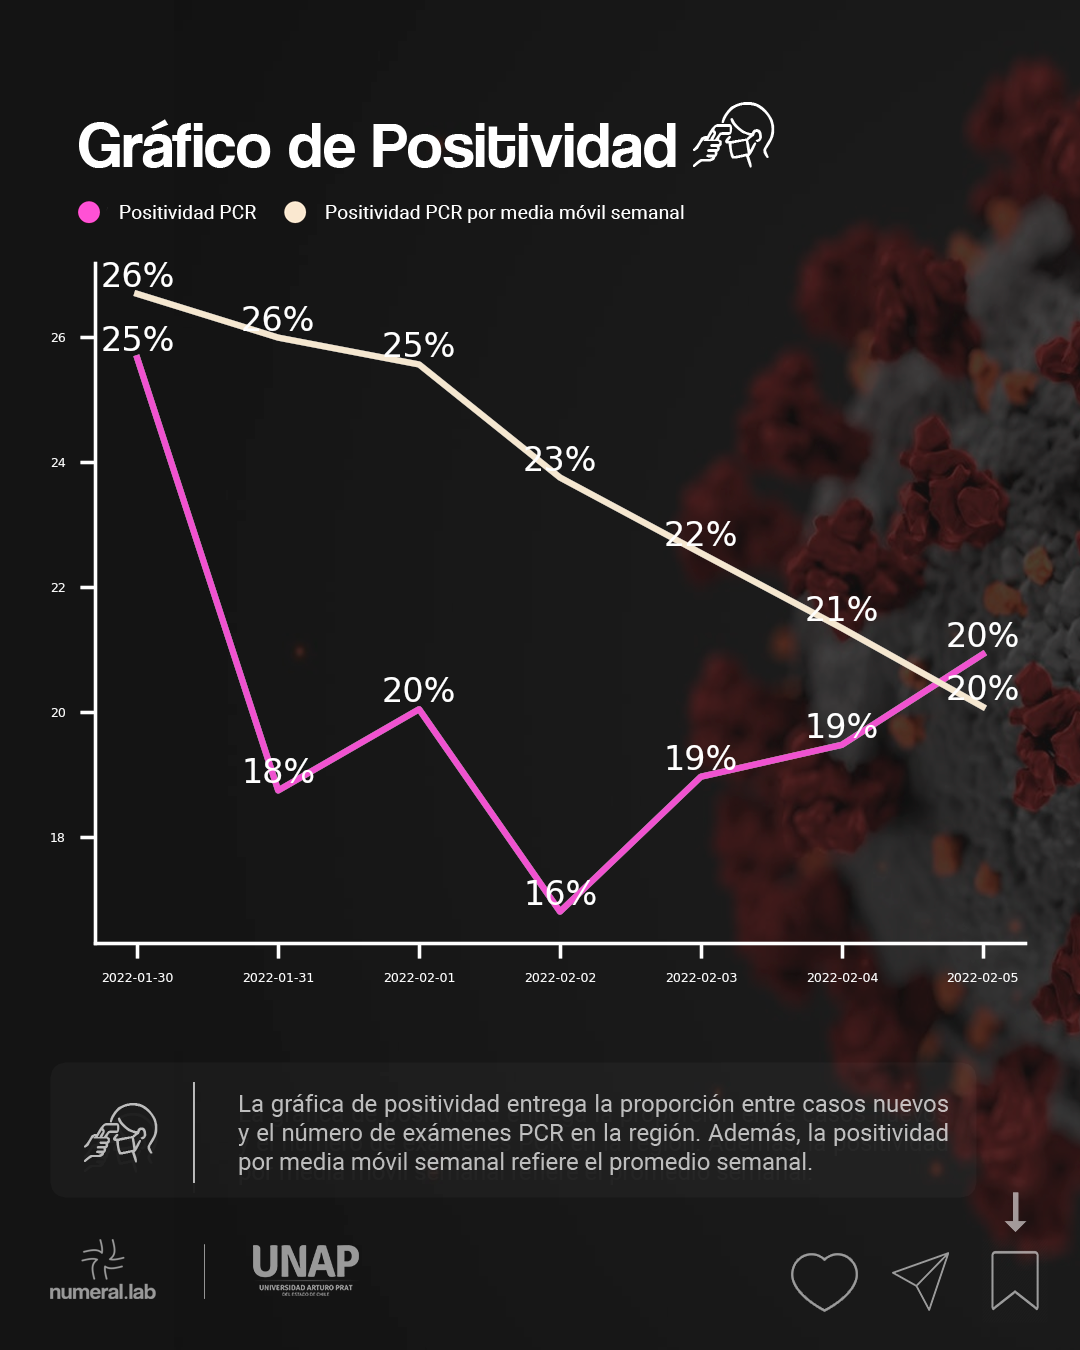 Gráfico de Positividad
Positividad PCR
Positividad PCR por media móvil semanal
26%
26%
25%
23%
22%
21%
20%
25%
18%
20%
16%
19%
19%
20%
26
24
22
20
18
2022-01-30
2022-01-31
2022-02-01
2022-02-02
2022-02-03
2022-02-04
2022-02-05
La gráfica de positividad entrega la proporción entre casos nuevos
y el número de exámenes PCR en la región. Además, la positividad
por media móvil semanal refiere el promedio semanal.
numeral.lab
UNAP
UNIVERSIDAD ARTURO PRAT
DEL ESTADO DE CHILE